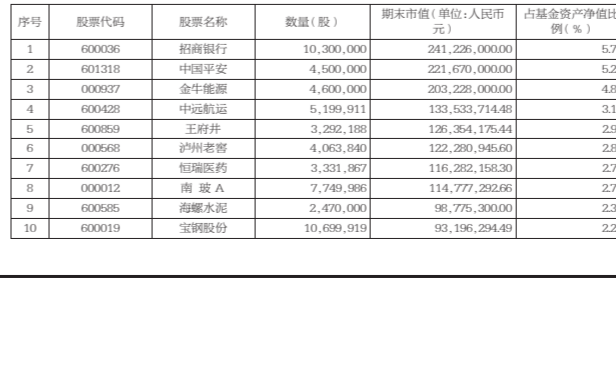 序号 股票代码 股票名称 数量(股) 期末市值(单位:人民币元) 占基金资产净值比例(%)
1 600036 招商银行 10,300,000 241,226,000.00 5.7
2 601318 中国平安 4,500,000 221,670,000.00 5.2
3 000937 金牛能源 4,600,000 203,228,000.00 4.8
4 600428 中远航运 5,199,911 133,533,714.48 3.1
5 600859 王府井 3,292,188 126,354,175.44 2.9
6 000568 泸州老窖 4,063,840 122,280,945.60 2.8
7 600276 恒瑞医药 3,331,867 116,282,158.30 2.7
8 000012 南 玻 A 7,749,986 114,777,292.66 2.7
9 600585 海螺水泥 2,470,000 98,775,300.00 2.3
10 600019 宝钢股份 10,699,919 93,196,294.49 2.2